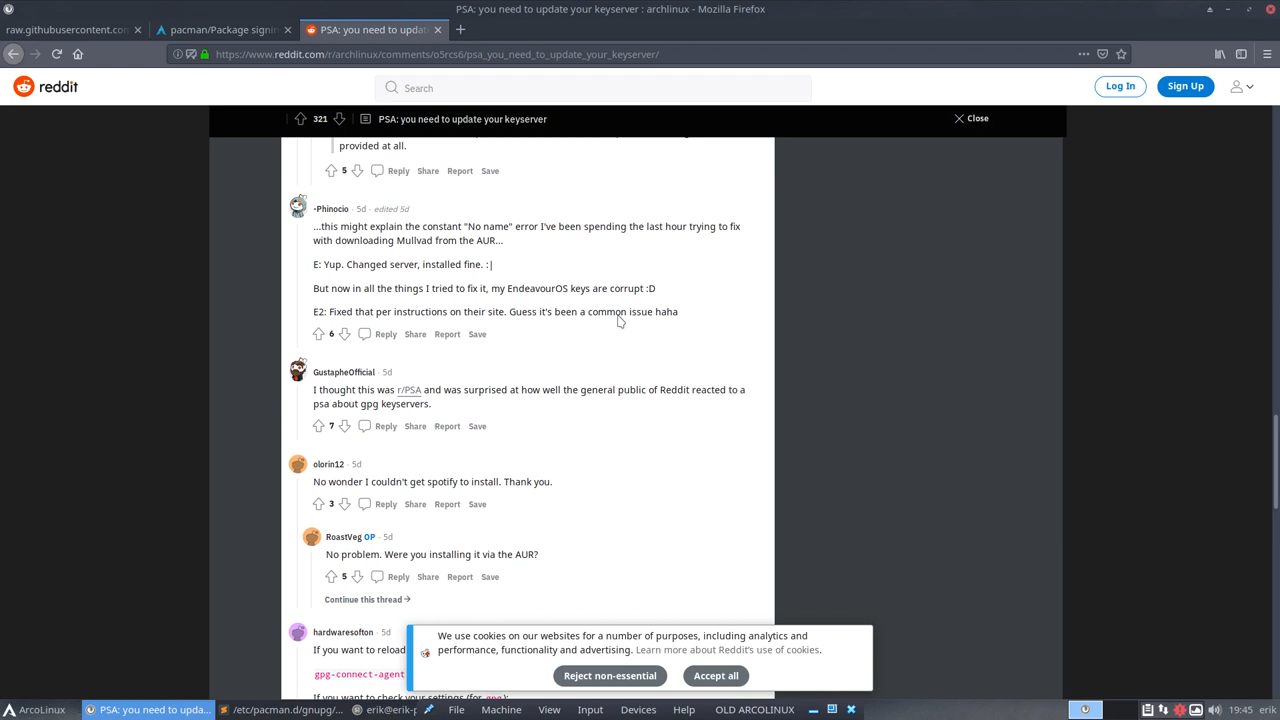 PSA: you need to update your keyserver : archlinux - Mozilla Firefox
raw.githubusercontent.com
pacman/Package signin
PSA: you need to updat
https://www.reddit.com/r/archlinux/comments/o5rcs6/psa_you_need_to_update_your_keyserver/
reddit
Search
Log In
Sign Up
321
PSA: you need to update your keyserver
Close
provided at all.
5 Reply Share Report Save
-Phinocio · 5d · edited 5d
...this might explain the constant "No name" error I've been spending the last hour trying to fix
with downloading Mullvad from the AUR...
E: Yup. Changed server, installed fine. :|
But now in all the things I tried to fix it, my EndeavourOS keys are corrupt :D
E2: Fixed that per instructions on their site. Guess it's been a common issue haha
6 Reply Share Report Save
GustapheOfficial · 5d
I thought this was r/PSA and was surprised at how well the general public of Reddit reacted to a
psa about gpg keyservers.
7 Reply Share Report Save
olorin12 · 5d
No wonder I couldn't get spotify to install. Thank you.
3 Reply Share Report Save
RoastVeg OP · 5d
No problem. Were you installing it via the AUR?
5 Reply Share Report Save
Continue this thread
hardwaresofton · 5d
If you want to reload
gpg-connect-agent
If you want to check your settings (for gpg):
We use cookies on our websites for a number of purposes, including analytics and
performance, functionality and advertising. Learn more about Reddit's use of cookies.
Reject non-essential
Accept all
ArcoLinux
PSA: you need to upda...
/etc/pacman.d/gnupg/...
erik@erik-p
File Machine View Input Devices Help OLD ARCOLINUX
19:45 erik